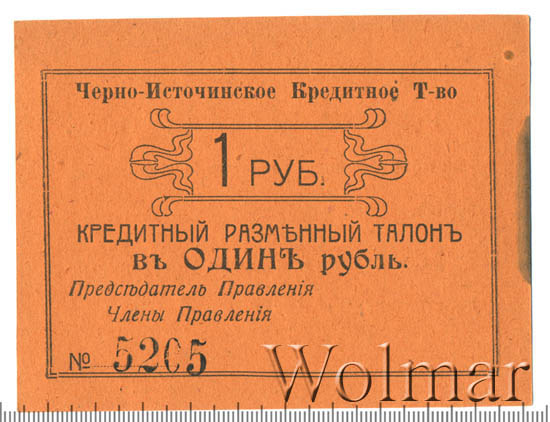 Черно-Источинское Кредитное Т-во
1 РУБ.
КРЕДИТНЫЙ РАЗМѢННЫЙ ТАЛОНЪ
въ ОДИНЪ рубль.
Предсѣдатель Правленія
Члены Правленія
№ 5205
Wolmar